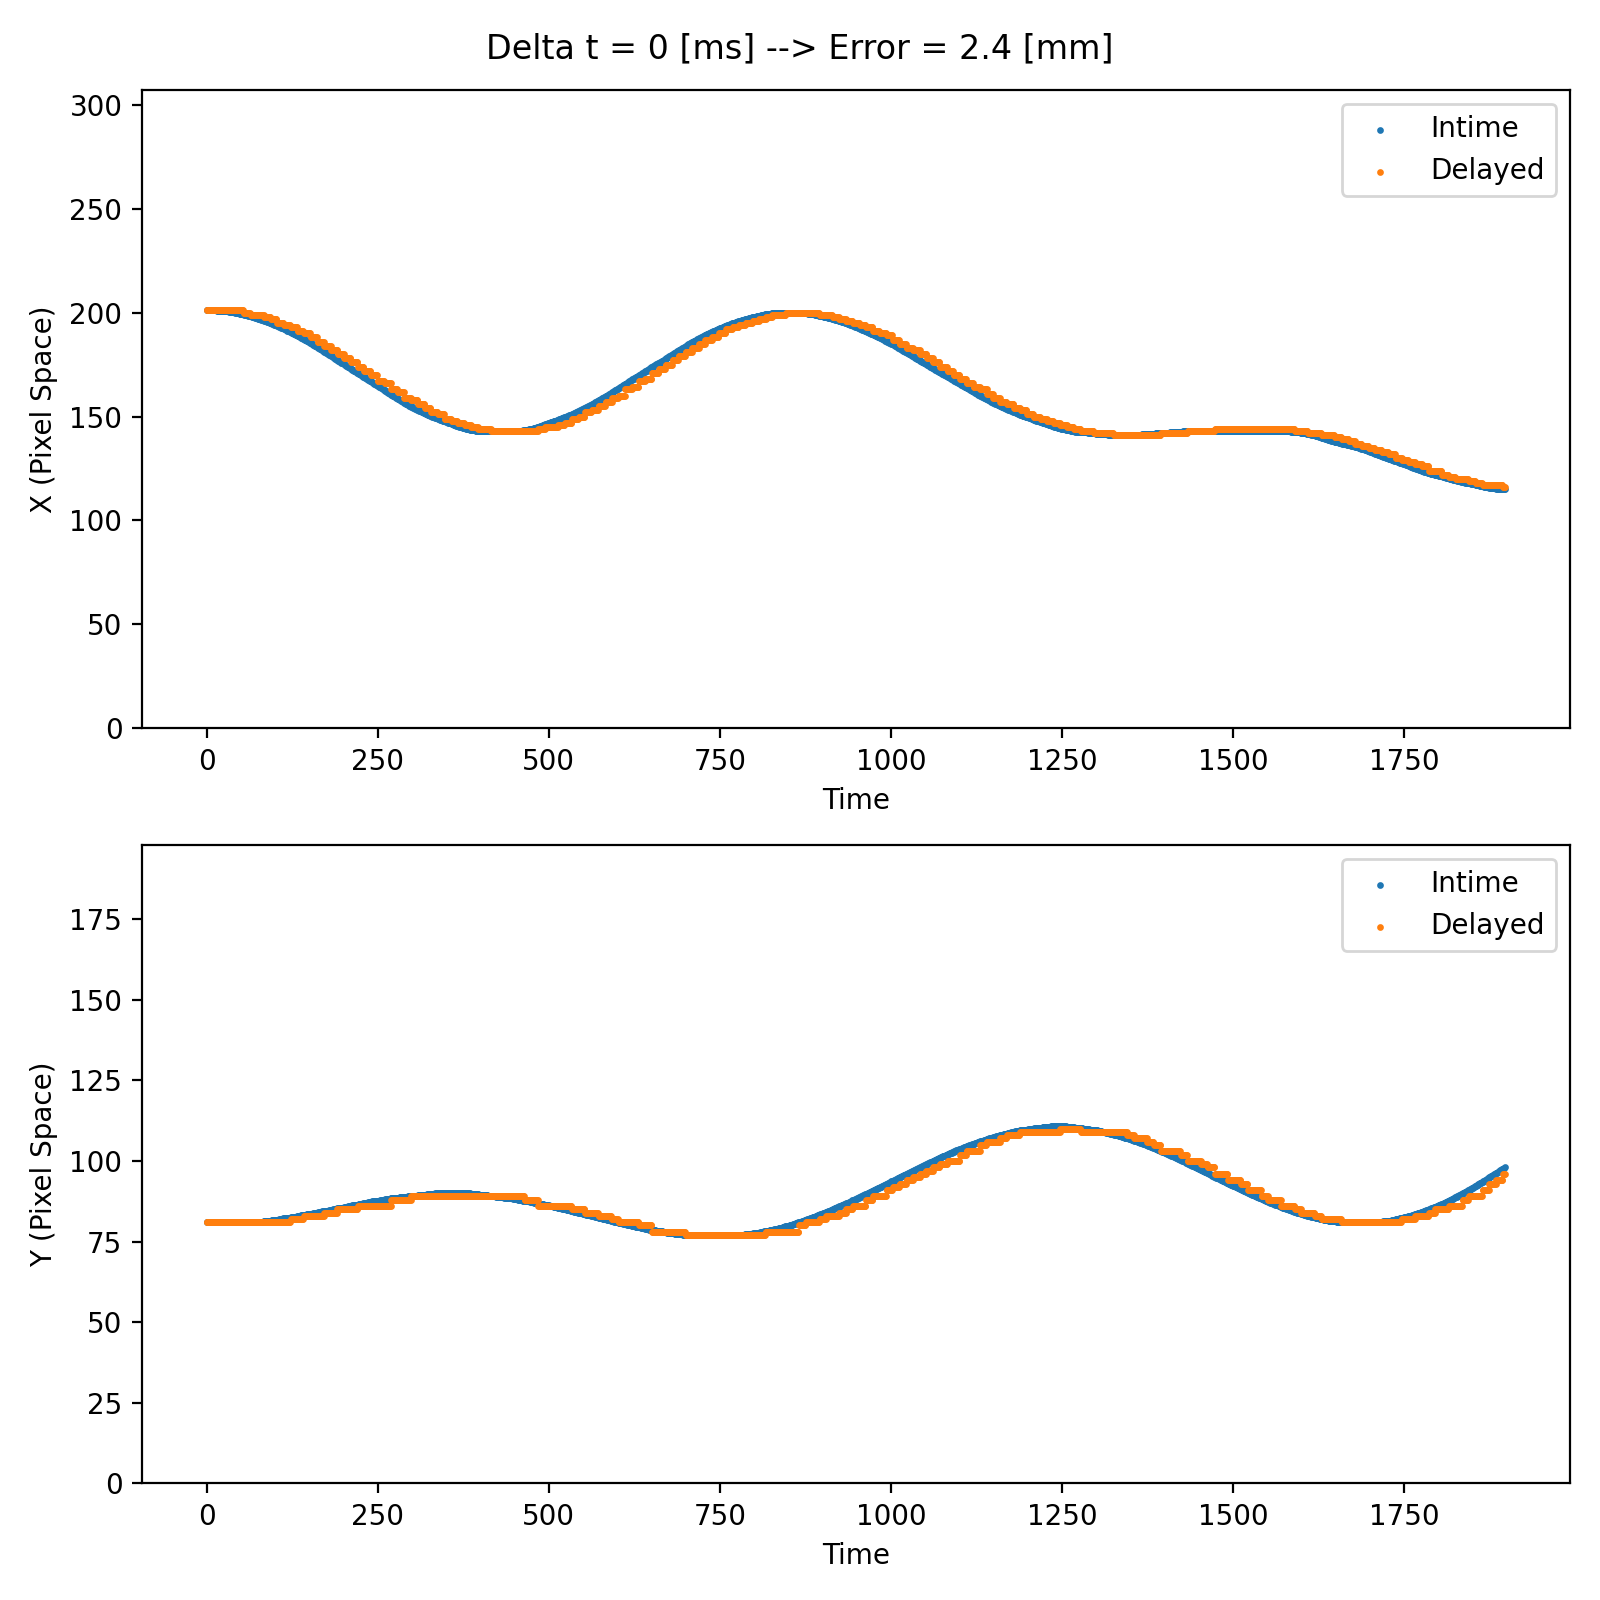 Delta t = 0 [ms] --> Error = 2.4 [mm]
300
250
200
150
100
50
0
X (Pixel Space)
Intime
Delayed
0 250 500 750 1000 1250 1500 1750
Time
175
150
125
100
75
50
25
0
Y (Pixel Space)
Intime
Delayed
0 250 500 750 1000 1250 1500 1750
Time